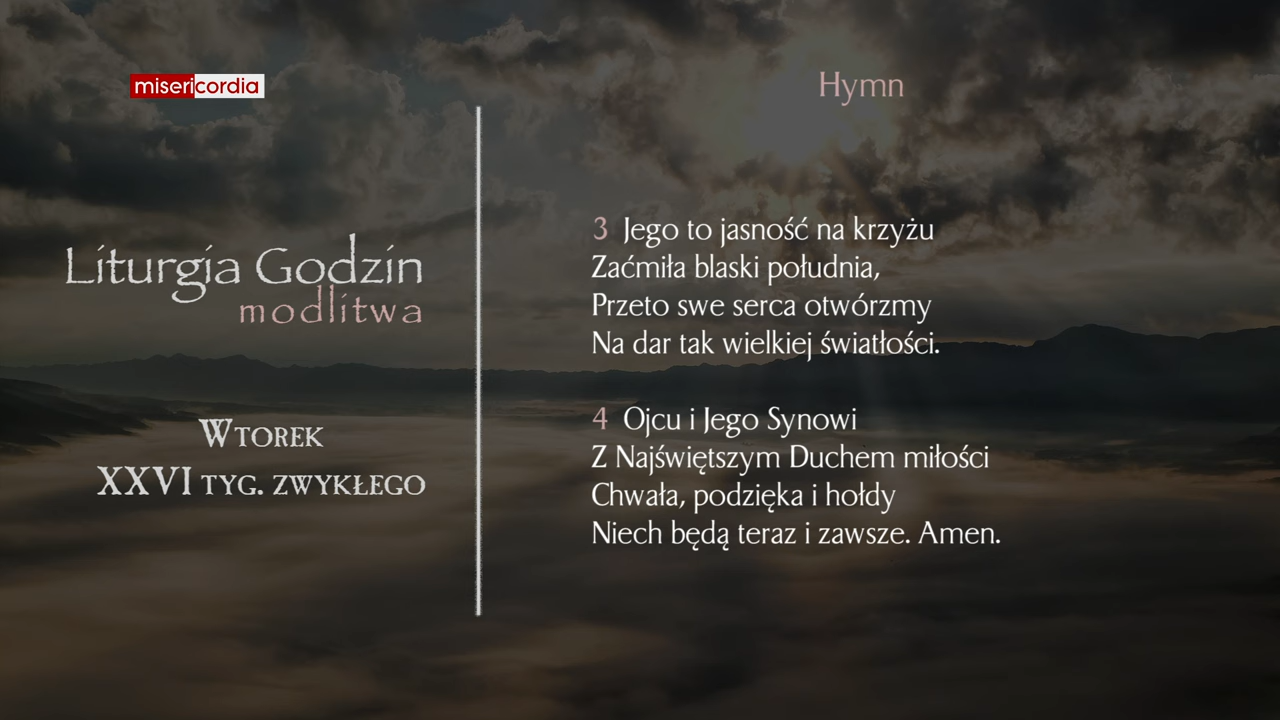 misericordia
Liturgia Godzin
modlitwa
Wtorek
XXVI tyg. zwykłego
Hymn
3 Jego to jasność na krzyżu
Zaćmiła blaski południa,
Przeto swe serca otwórzmy
Na dar tak wielkiej światłości.
4 Ojcu i Jego Synowi
Z Najświętszym Duchem miłości
Chwała, podzięka i hołdy
Niech będą teraz i zawsze. Amen.